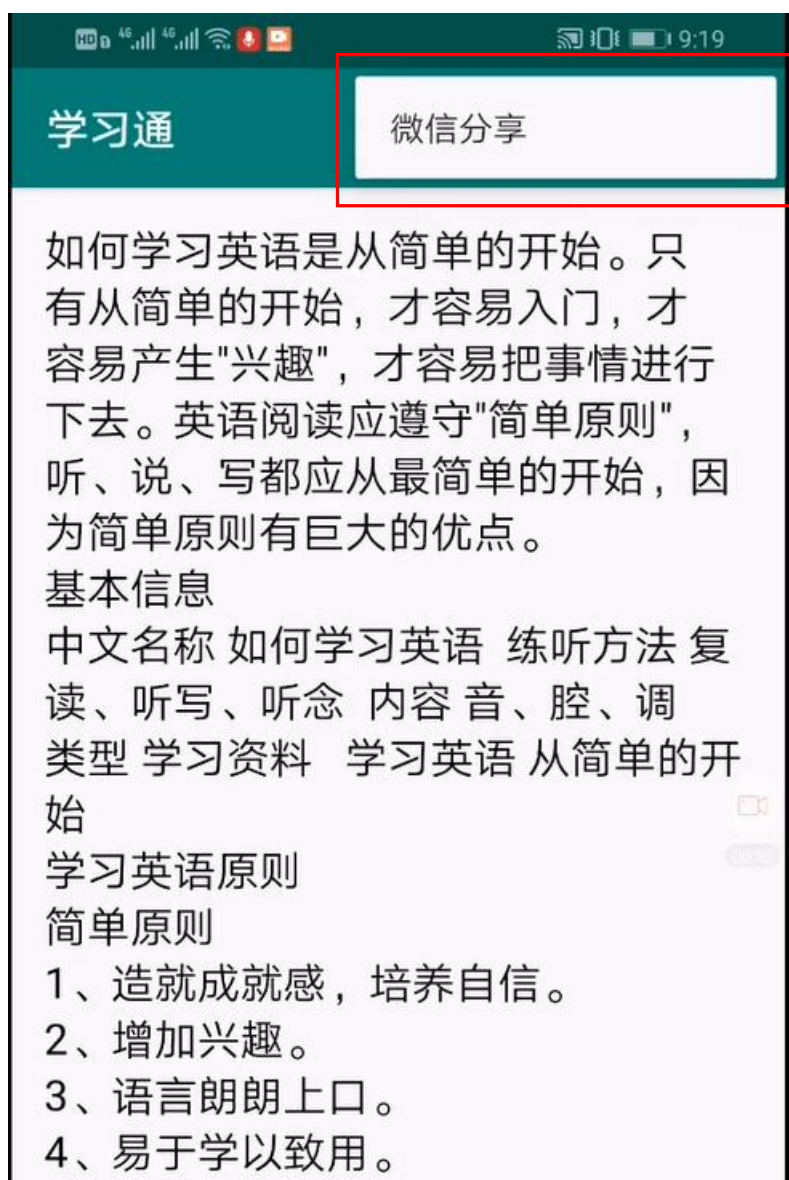 HD 4G 4G 9:19
学习通
微信分享
如何学习英语是从简单的开始。只
有从简单的开始，才容易入门，才
容易产生"兴趣"，才容易把事情进行
下去。英语阅读应遵守"简单原则"，
听、说、写都应从最简单的开始，因
为简单原则有巨大的优点。
基本信息
中文名称 如何学习英语 练听方法 复
读、听写、听念 内容 音、腔、调
类型 学习资料 学习英语 从简单的开
始
学习英语原则
简单原则
1、造就成就感，培养自信。
2、增加兴趣。
3、语言朗朗上口。
4、易于学以致用。